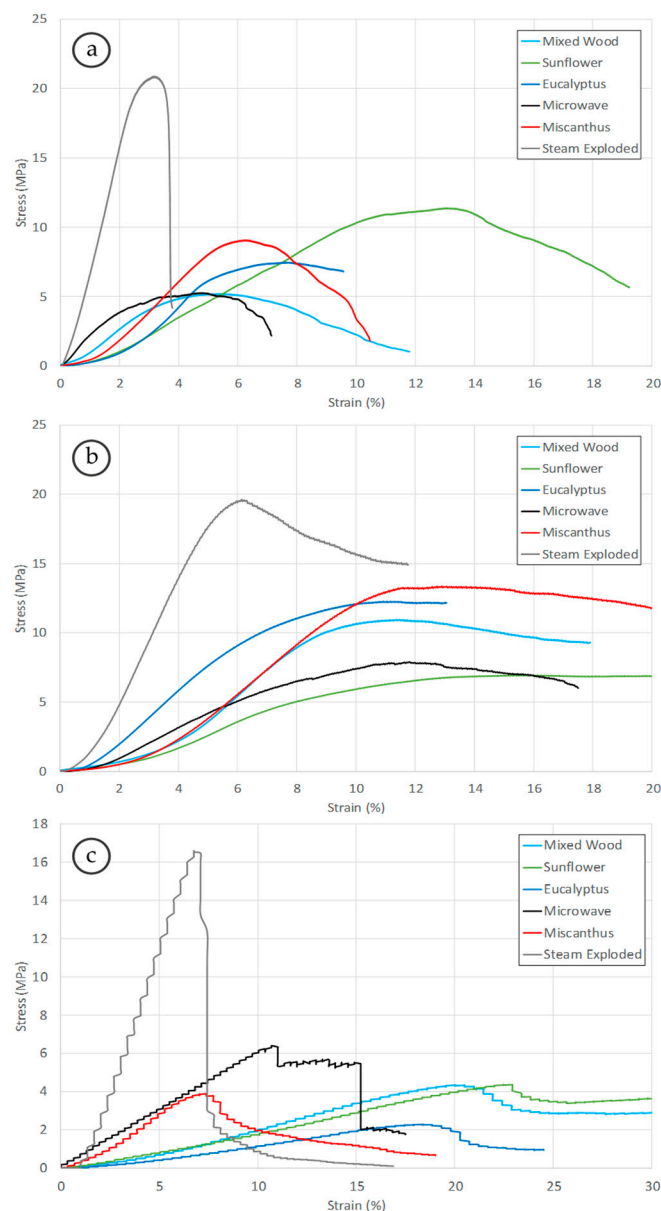 a
25
20
15
10
5
0
Stress (MPa)
0 2 4 6 8 10 12 14 16 18 20
Strain (%)
Mixed Wood
Sunflower
Eucalyptus
Microwave
Miscanthus
Steam Exploded
b
25
20
15
10
5
0
Stress (MPa)
0 2 4 6 8 10 12 14 16 18 20
Strain (%)
Mixed Wood
Sunflower
Eucalyptus
Microwave
Miscanthus
Steam Exploded
c
18
16
14
12
10
8
6
4
2
0
Stress (MPa)
0 5 10 15 20 25 30
Strain (%)
Mixed Wood
Sunflower
Eucalyptus
Microwave
Miscanthus
Steam Exploded